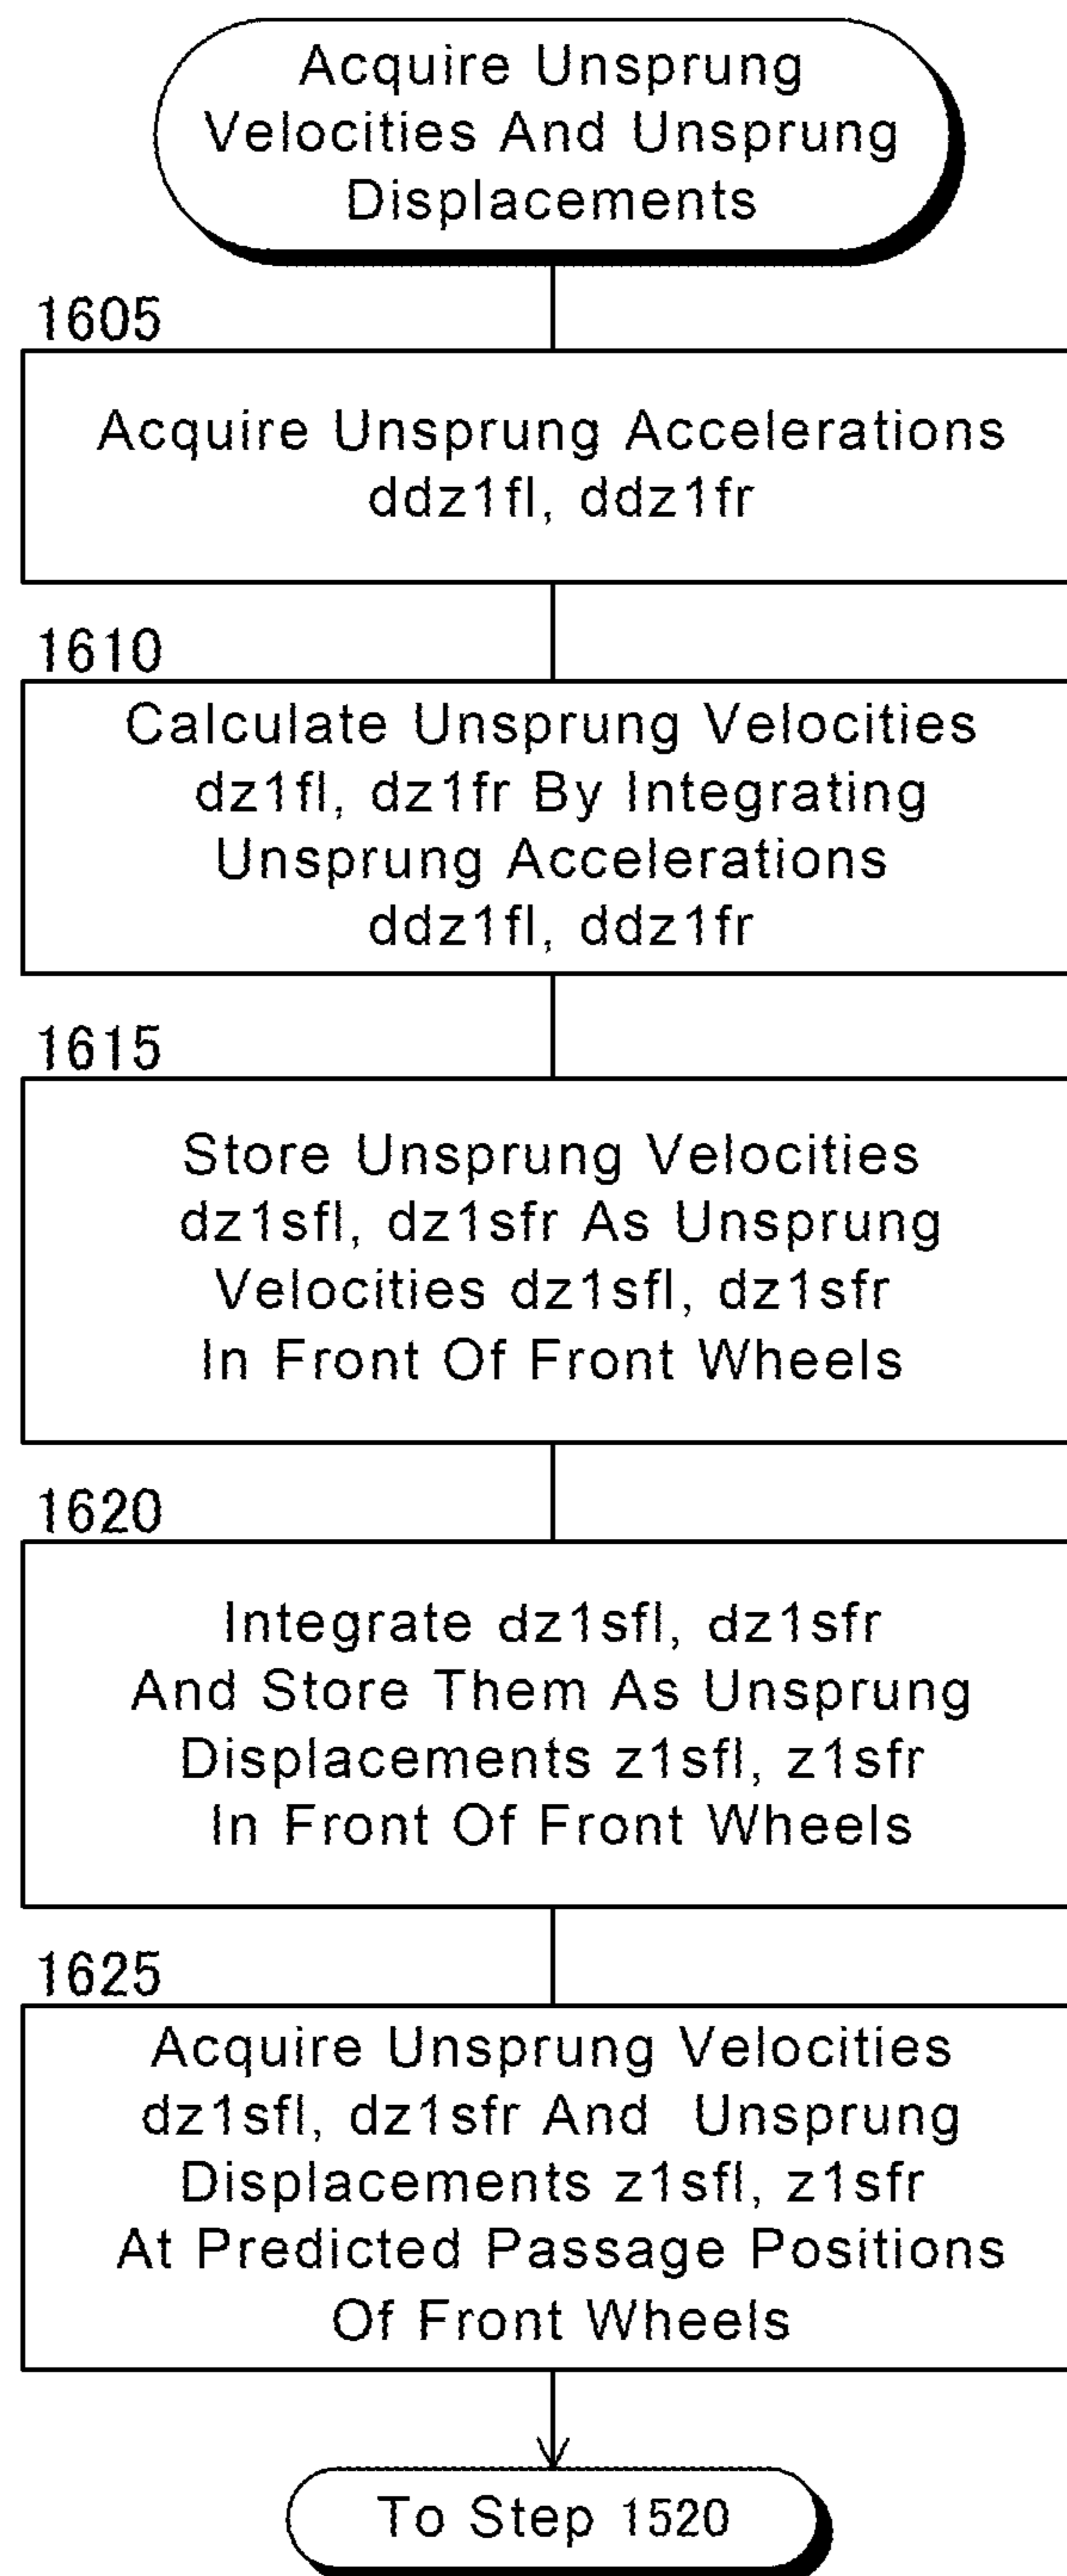 Acquire Unsprung
Velocities And Unsprung
Displacements
1605
Acquire Unsprung Accelerations
ddz1fl, ddz1fr
1610
Calculate Unsprung Velocities
dz1fl, dz1fr By Integrating
Unsprung Accelerations
ddz1fl, ddz1fr
1615
Store Unsprung Velocities
dz1sfl, dz1sfr As Unsprung
Velocities dz1sfl, dz1sfr
In Front Of Front Wheels
1620
Integrate dz1sfl, dz1sfr
And Store Them As Unsprung
Displacements z1sfl, z1sfr
In Front Of Front Wheels
1625
Acquire Unsprung Velocities
dz1sfl, dz1sfr And Unsprung
Displacements z1sfl, z1sfr
At Predicted Passage Positions
Of Front Wheels
To Step 1520